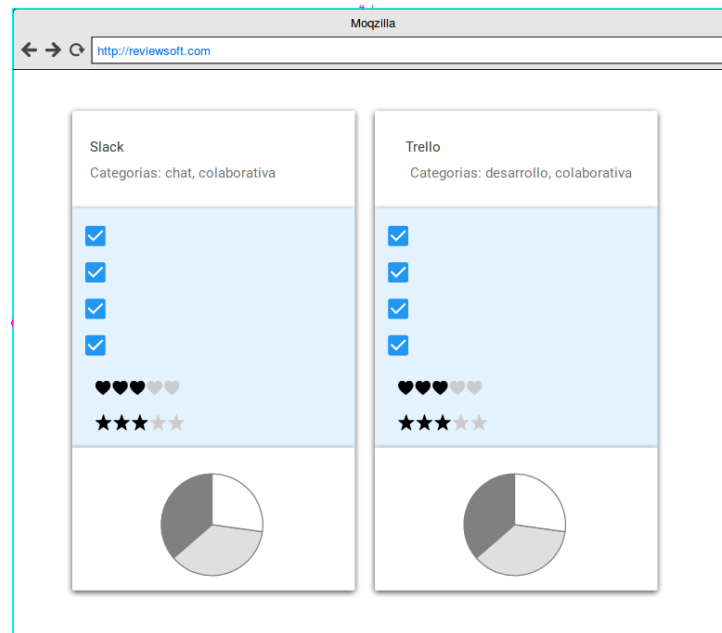 Moqzilla
http://reviewsoft.com
Slack
Categorias: chat, colaborativa
Trello
Categorias: desarrollo, colaborativa